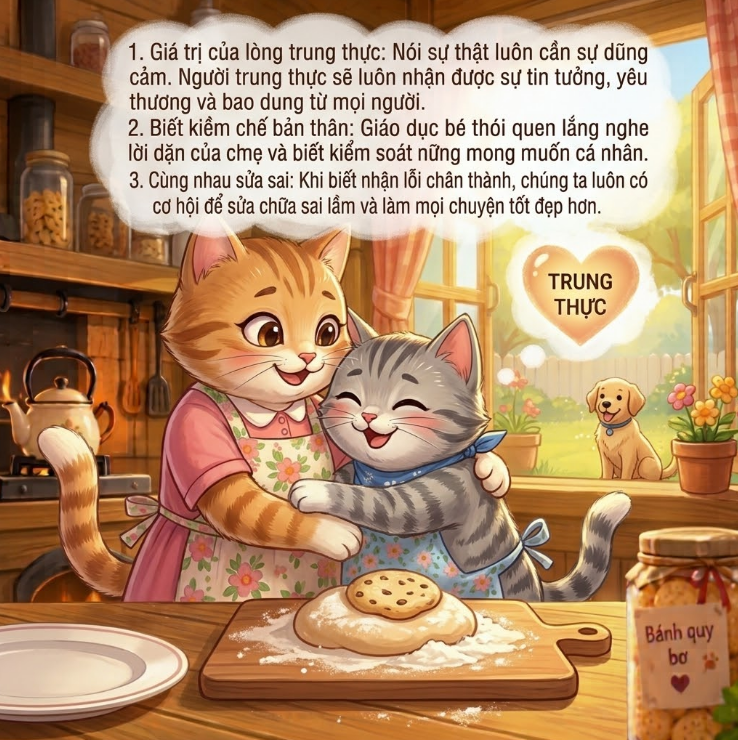 1. Giá trị của lòng trung thực: Nói sự thật luôn cần sự dũng
cảm. Người trung thực sẽ luôn nhận được sự tin tưởng, yêu
thương và bao dung từ mọi người.
2. Biết kiềm chế bản thân: Giáo dục bé thói quen lắng nghe
lời dặn của cmẹ và biết kiểm soát nững mong muốn cá nhân.
3. Cùng nhau sửa sai: Khi biết nhận lỗi chân thành, chúng ta luôn có
cơ hội để sửa chữa sai lầm và làm mọi chuyện tốt đẹp hơn.
TRUNG
THỰC
Bánh quy
bơ